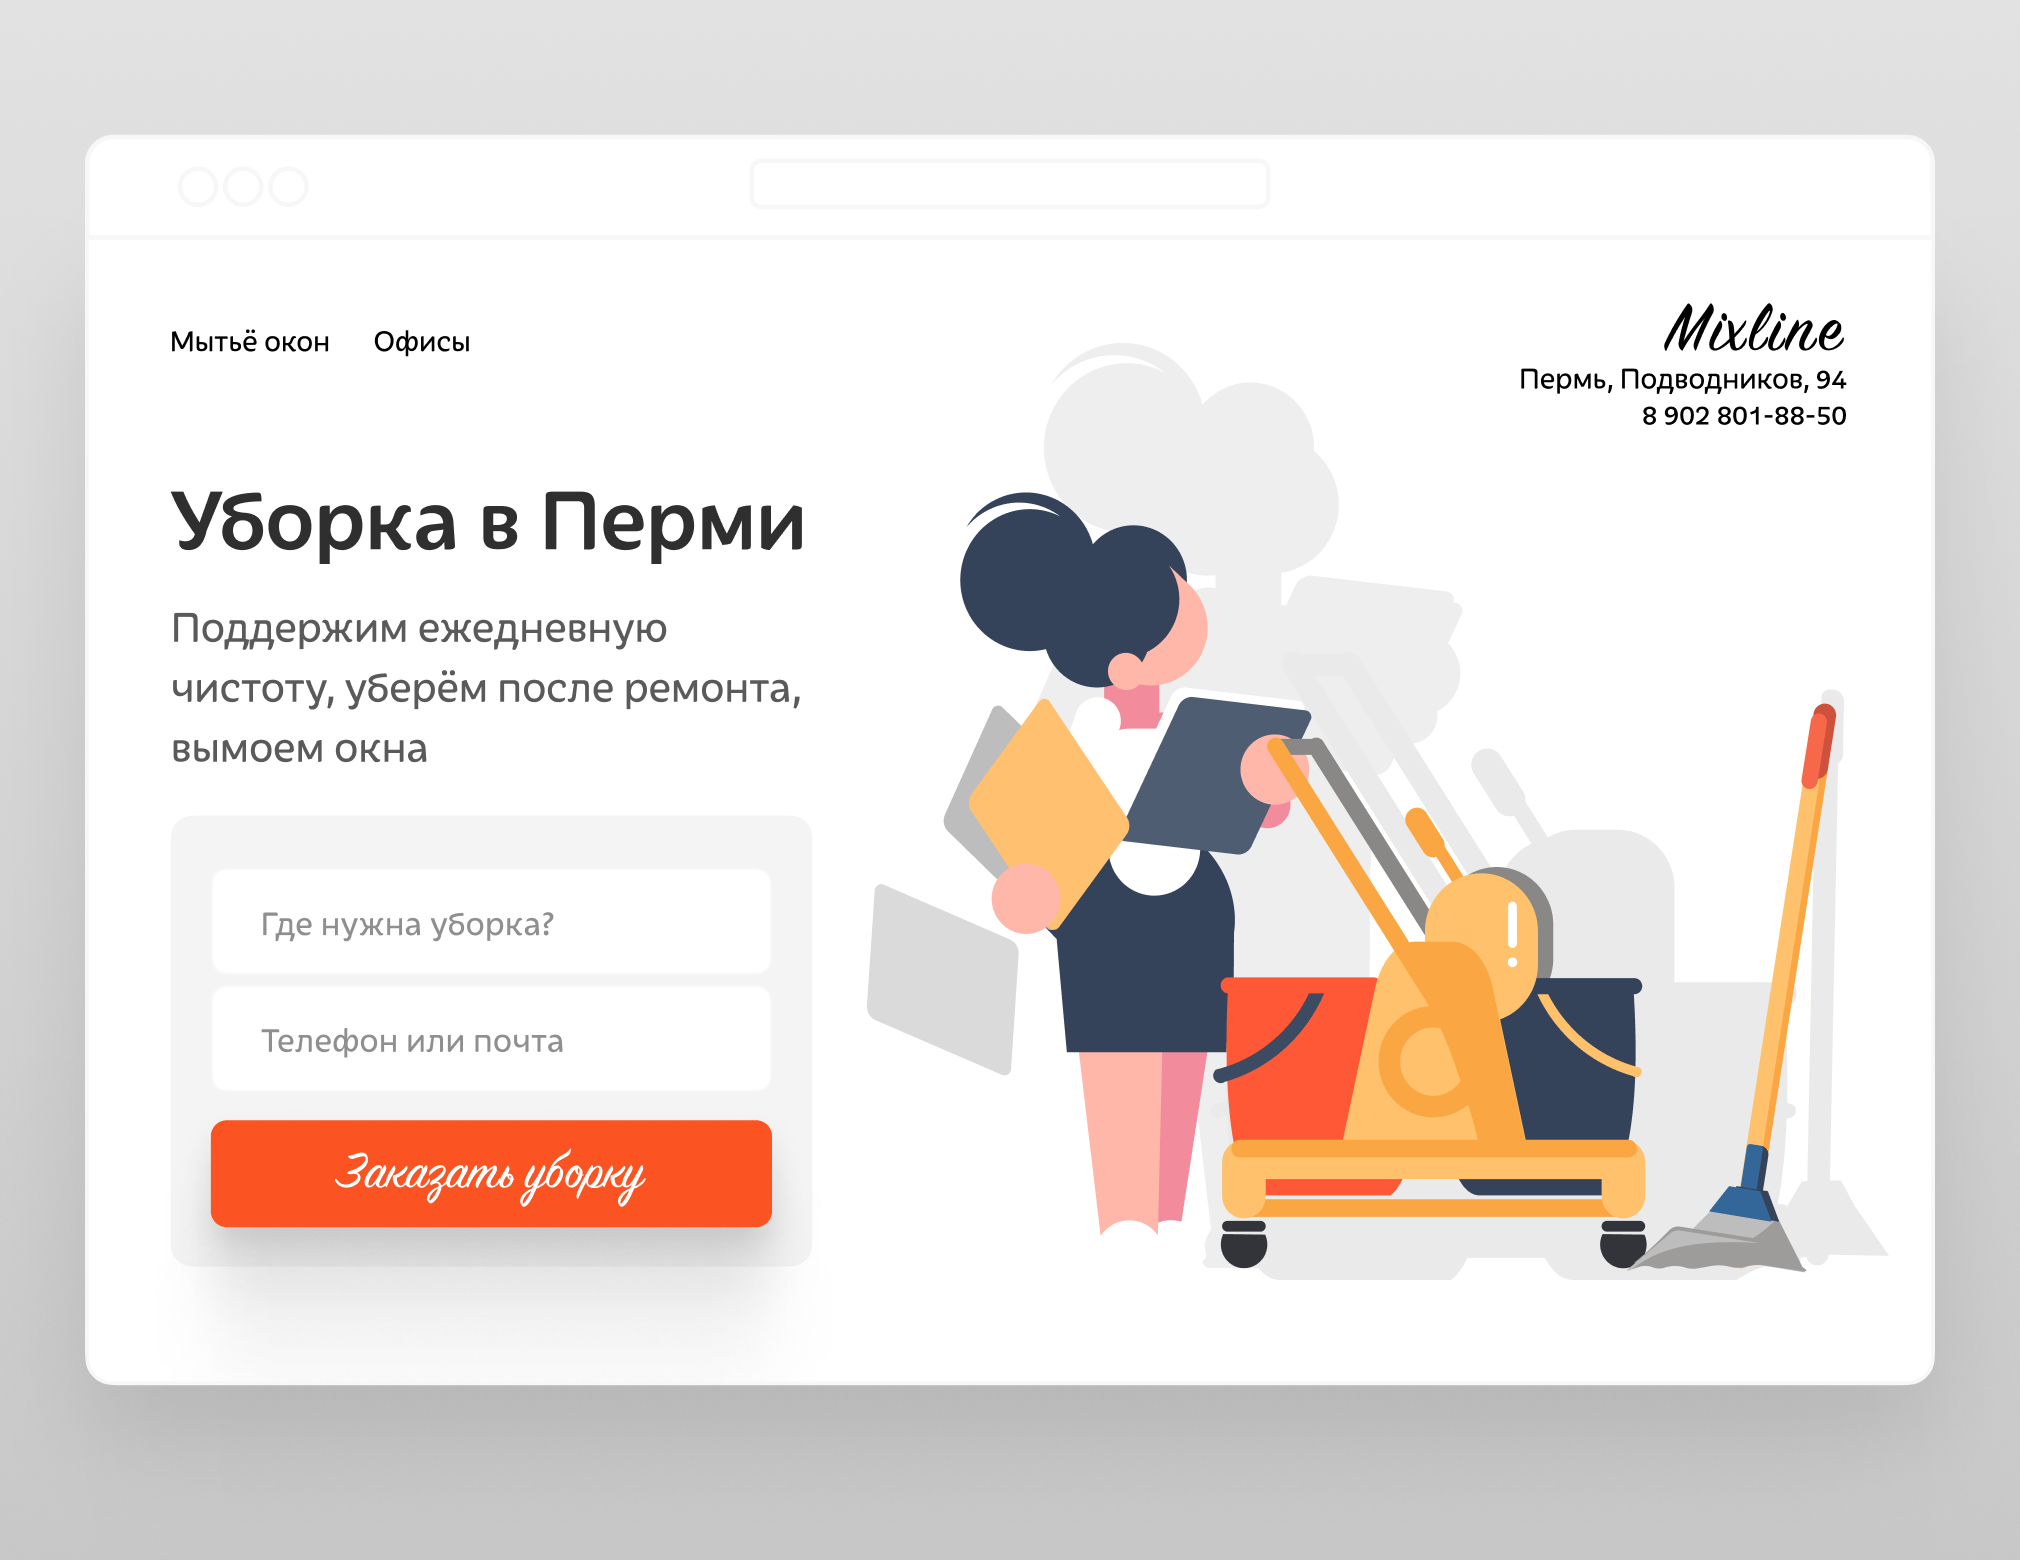 Мытьё окон Офисы
Mixline
Пермь, Подводников, 94
8 902 801-88-50
Уборка в Перми
Поддержим ежедневную
чистоту, уберём после ремонта,
вымоем окна
Где нужна уборка?
Телефон или почта
Заказать уборку